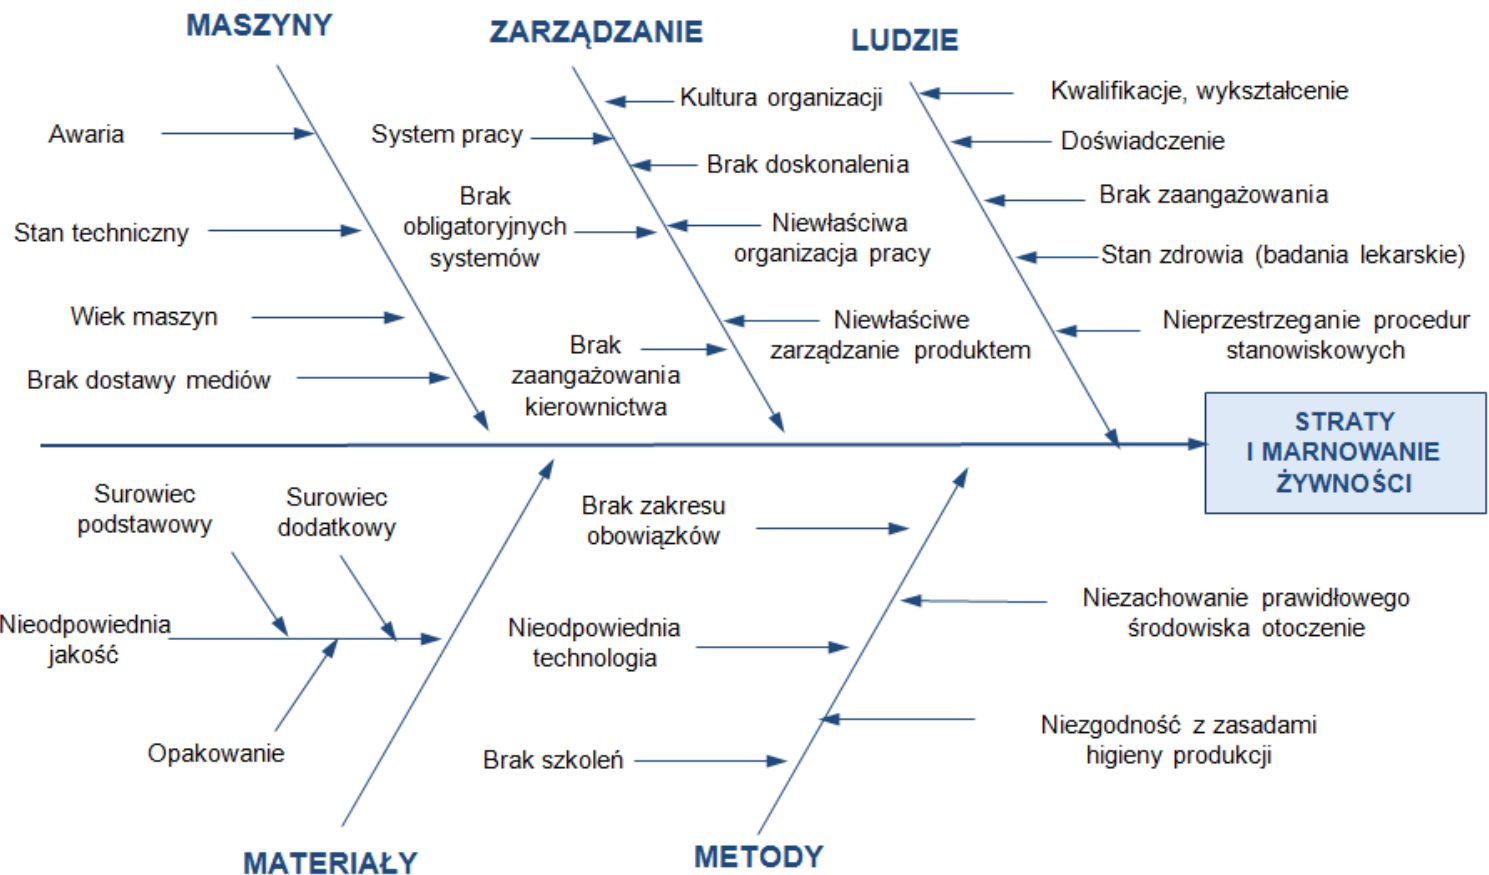 MASZYNY
ZARZĄDZANIE
LUDZIE
Awaria
Stan techniczny
Wiek maszyn
Brak dostawy mediów
Kultura organizacji
System pracy
Brak doskonalenia
Brak
obligatoryjnych
systemów
Niewłaściwa
organizacja pracy
Niewłaściwe
zarządzanie produktem
Brak
zaangażowania
kierownictwa
Kwalifikacje, wykształcenie
Doświadczenie
Brak zaangażowania
Stan zdrowia (badania lekarskie)
Nieprzestrzeganie procedur
stanowiskowych
STRATY
I MARNOWANIE
ŻYWNOŚCI
Surowiec
podstawowy
Surowiec
dodatkowy
Nieodpowiednia
jakość
Opakowanie
Brak zakresu
obowiązków
Nieodpowiednia
technologia
Brak szkoleń
Niezachowanie prawidłowego
środowiska otoczenie
Niezgodność z zasadami
higieny produkcji
MATERIAŁY
METODY